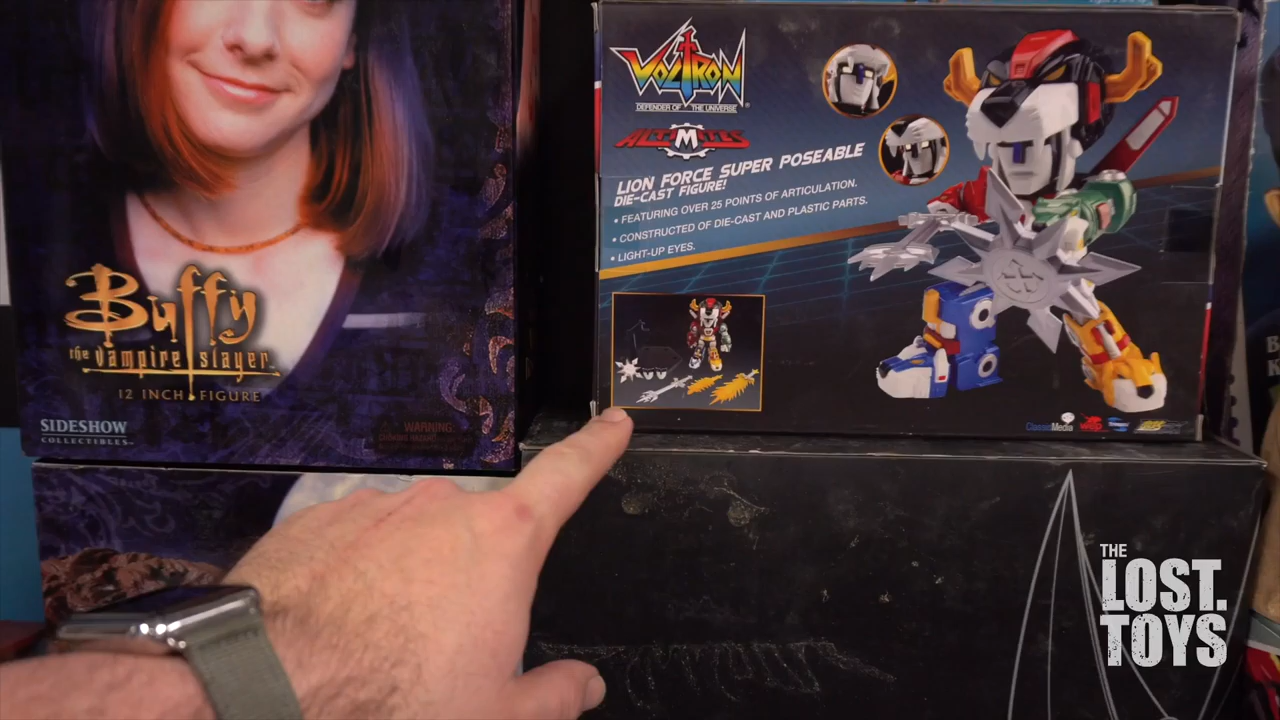 Buffy
the vampire slayer
12 INCH FIGURE
SIDESHOW
COLLECTIBLES
WARNING:
VOLTRON
DEFENDER OF THE UNIVERSE
ALTIMATES
LION FORCE SUPER POSEABLE
DIE-CAST FIGURE!
• FEATURING OVER 25 POINTS OF ARTICULATION.
• CONSTRUCTED OF DIE-CAST AND PLASTIC PARTS.
• LIGHT-UP EYES.
ClassicMedia
THE
LOST.
TOYS